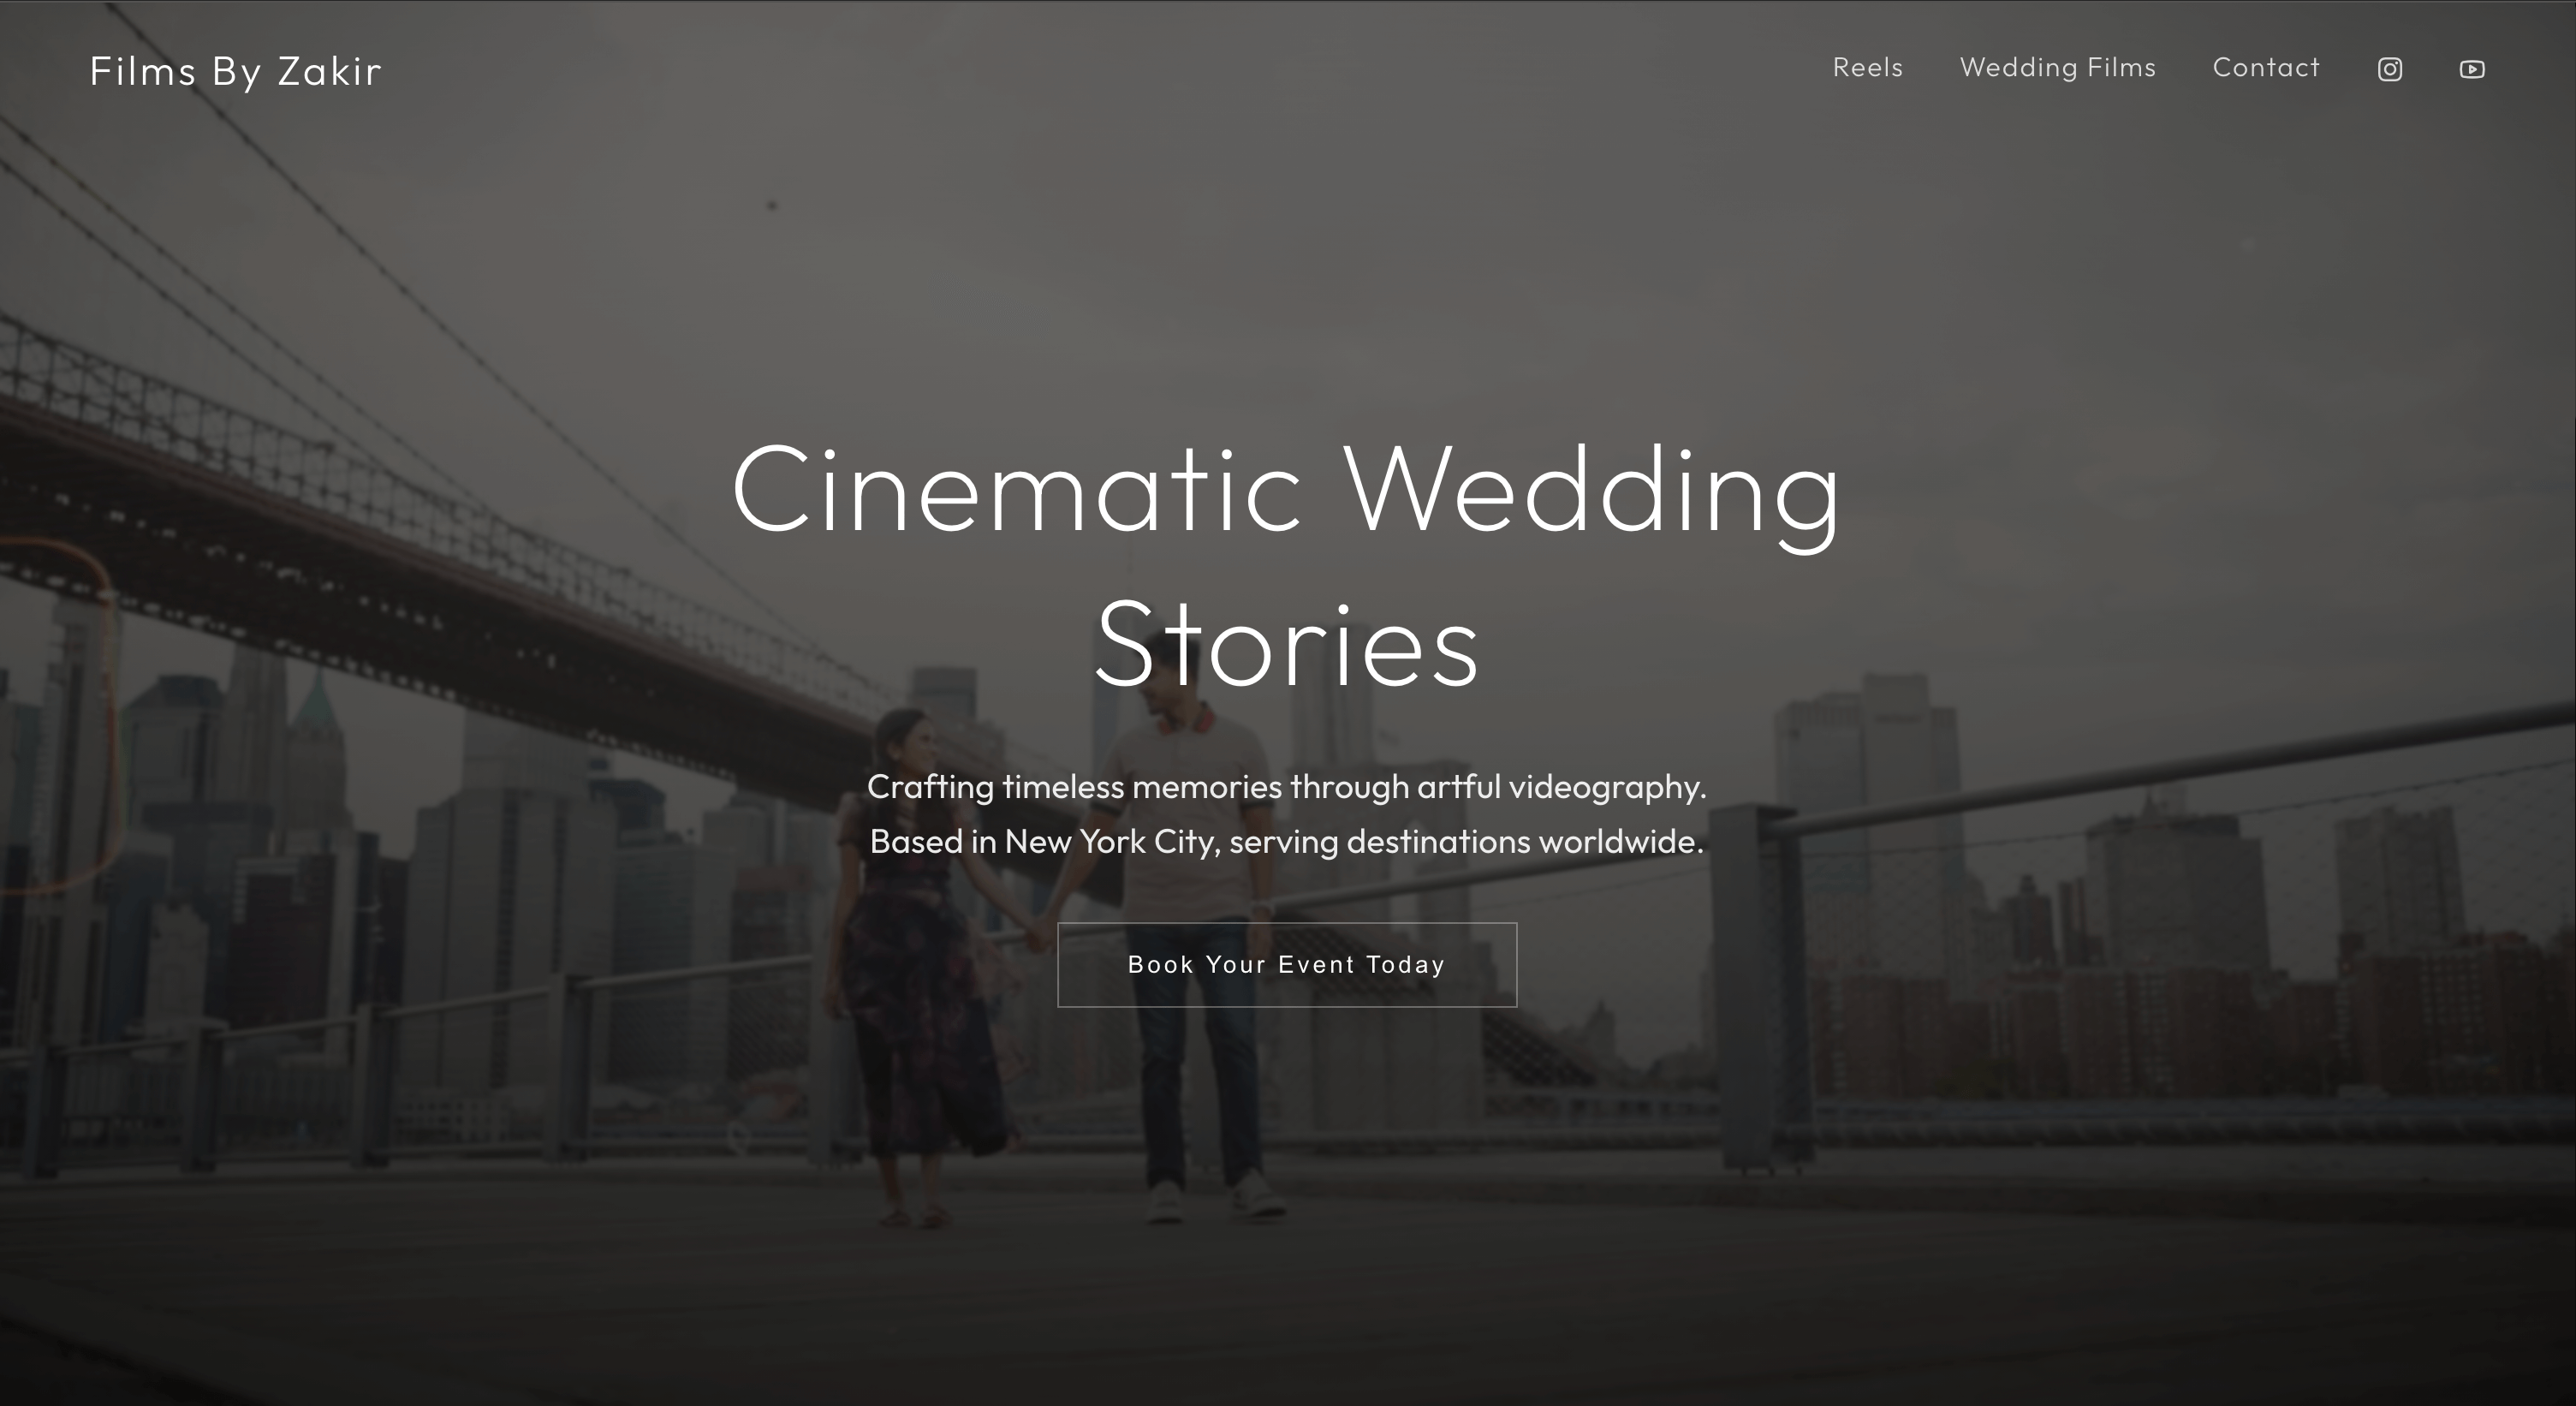 Films By Zakir
Reels
Wedding Films
Contact
Cinematic Wedding
Stories
Crafting timeless memories through artful videography.
Based in New York City, serving destinations worldwide.
Book Your Event Today